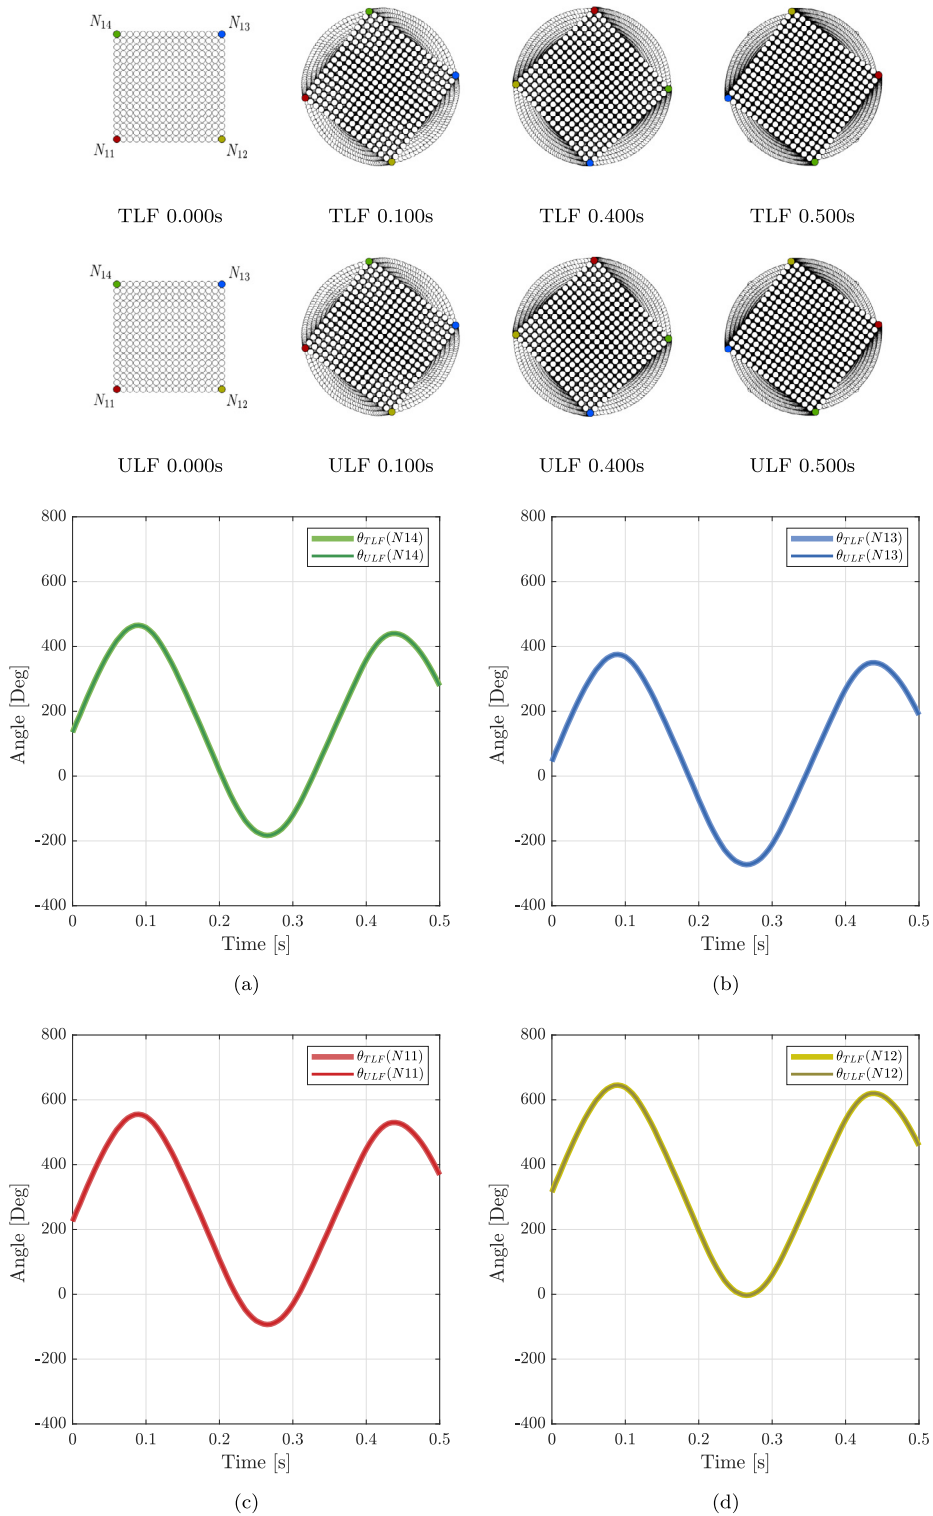 N14 N13
N11 N12
TLF 0.000s TLF 0.100s TLF 0.400s TLF 0.500s
N14 N13
N11 N12
ULF 0.000s ULF 0.100s ULF 0.400s ULF 0.500s
800
600
400
200
0
-200
-400
Angle [Deg]
θTLF(N14)
θULF(N14)
0 0.1 0.2 0.3 0.4 0.5
Time [s]
(a)
800
600
400
200
0
-200
-400
Angle [Deg]
θTLF(N13)
θULF(N13)
0 0.1 0.2 0.3 0.4 0.5
Time [s]
(b)
800
600
400
200
0
-200
-400
Angle [Deg]
θTLF(N11)
θULF(N11)
0 0.1 0.2 0.3 0.4 0.5
Time [s]
(c)
800
600
400
200
0
-200
-400
Angle [Deg]
θTLF(N12)
θULF(N12)
0 0.1 0.2 0.3 0.4 0.5
Time [s]
(d)